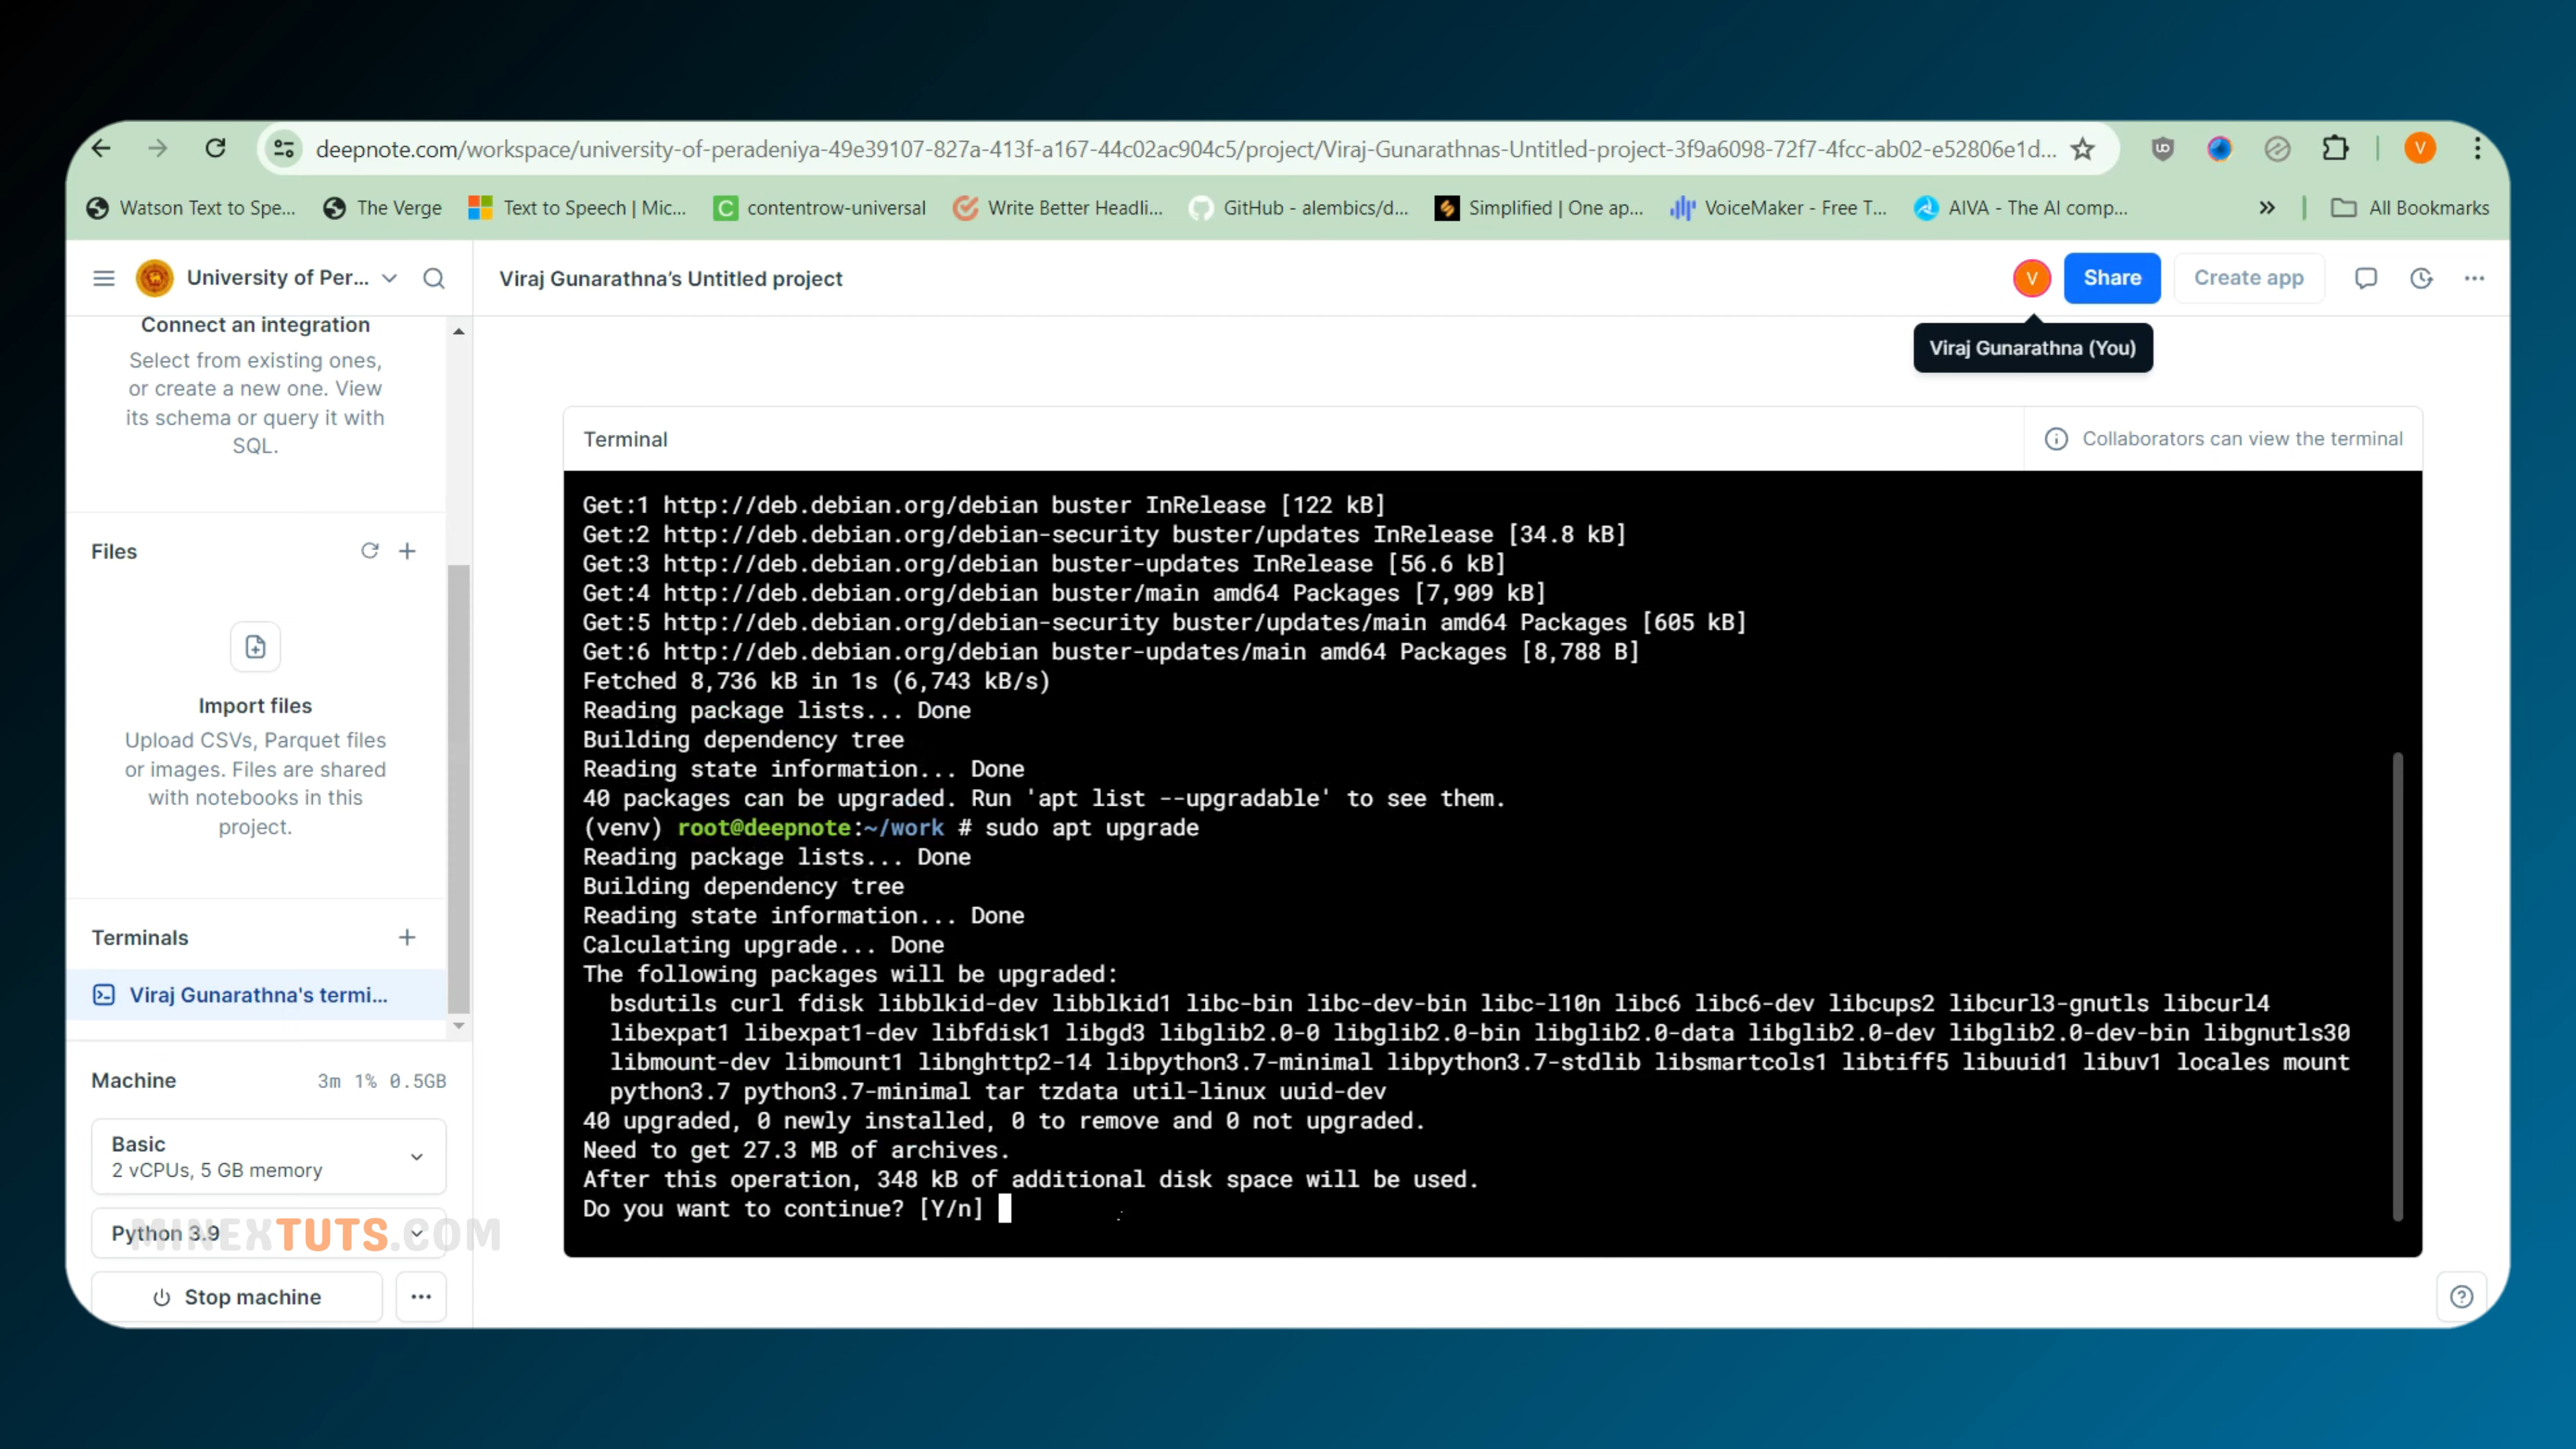 deepnote.com/workspace/university-of-peradeniya-49e39107-827a-413f-a167-44c02ac904c5/project/Viraj-Gunarathnas-Untitled-project-3f9a6098-72f7-4fcc-ab02-e52806e1d...
V
Watson Text to Spe...
The Verge
Text to Speech | Mic...
contentrow-universal
Write Better Headli...
GitHub - alembics/d...
Simplified | One ap...
VoiceMaker - Free T...
AIVA - The AI comp...
All Bookmarks
University of Per...
Viraj Gunarathna's Untitled project
V
Share
Create app
Viraj Gunarathna (You)
Connect an integration
Select from existing ones,
or create a new one. View
its schema or query it with
SQL.
Files
Import files
Upload CSVs, Parquet files
or images. Files are shared
with notebooks in this
project.
Terminals
Viraj Gunarathna's termi...
Machine 3m 1% 0.5GB
Basic
2 vCPUs, 5 GB memory
Python 3.9
MINEXTUTS.COM
Stop machine
Terminal
Collaborators can view the terminal
Get:1 http://deb.debian.org/debian buster InRelease [122 kB]
Get:2 http://deb.debian.org/debian-security buster/updates InRelease [34.8 kB]
Get:3 http://deb.debian.org/debian buster-updates InRelease [56.6 kB]
Get:4 http://deb.debian.org/debian buster/main amd64 Packages [7,909 kB]
Get:5 http://deb.debian.org/debian-security buster/updates/main amd64 Packages [605 kB]
Get:6 http://deb.debian.org/debian buster-updates/main amd64 Packages [8,788 B]
Fetched 8,736 kB in 1s (6,743 kB/s)
Reading package lists... Done
Building dependency tree
Reading state information... Done
40 packages can be upgraded. Run 'apt list --upgradable' to see them.
(venv) root@deepnote:~/work # sudo apt upgrade
Reading package lists... Done
Building dependency tree
Reading state information... Done
Calculating upgrade... Done
The following packages will be upgraded:
bsdutils curl fdisk libblkid-dev libblkid1 libc-bin libc-dev-bin libc-l10n libc6 libc6-dev libcups2 libcurl3-gnutls libcurl4
libexpat1 libexpat1-dev libfdisk1 libgd3 libglib2.0-0 libglib2.0-bin libglib2.0-data libglib2.0-dev libglib2.0-dev-bin libgnutls30
libmount-dev libmount1 libnghttp2-14 libpython3.7-minimal libpython3.7-stdlib libsmartcols1 libtiff5 libuuid1 libuv1 locales mount
python3.7 python3.7-minimal tar tzdata util-linux uuid-dev
40 upgraded, 0 newly installed, 0 to remove and 0 not upgraded.
Need to get 27.3 MB of archives.
After this operation, 348 kB of additional disk space will be used.
Do you want to continue? [Y/n]